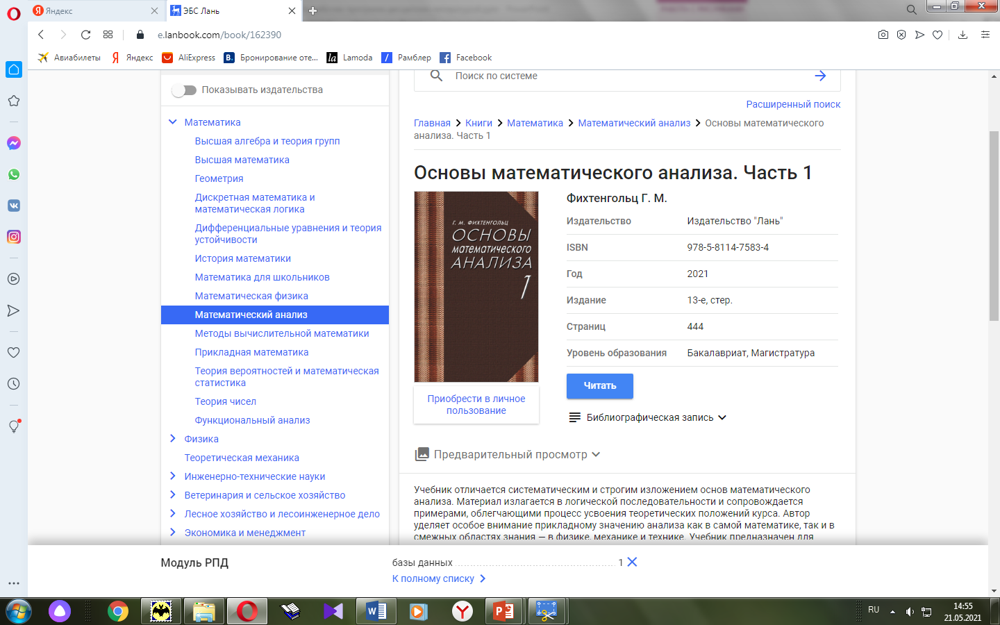 Яндекс
ЭБС Лань
e.lanbook.com/book/162390
Авиабилеты
Яндекс
AliExpress
Бронирование оте...
Lamoda
Рамблер
Facebook
Показывать издательства
Математика
Высшая алгебра и теория групп
Высшая математика
Геометрия
Дискретная математика и
математическая логика
Дифференциальные уравнения и теория
устойчивости
История математики
Математика для школьников
Математическая физика
Математический анализ
Методы вычислительной математики
Прикладная математика
Теория вероятностей и математическая
статистика
Теория чисел
Функциональный анализ
Физика
Теоретическая механика
Инженерно-технические науки
Ветеринария и сельское хозяйство
Лесное хозяйство и лесоинженерное дело
Экономика и менеджмент
Поиск по системе
Расширенный поиск
Главная > Книги > Математика > Математический анализ > Основы математического
анализа. Часть 1
Основы математического анализа. Часть 1
Г. М. ФИХТЕНГОЛЬЦ
ОСНОВЫ
математического
АНАЛИЗА
1
Приобрести в личное
пользование
Фихтенгольц Г. М.
Издательство Издательство "Лань"
ISBN 978-5-8114-7583-4
Год 2021
Издание 13-е, стер.
Страниц 444
Уровень образования Бакалавриат, Магистратура
Читать
Библиографическая запись
Предварительный просмотр
Учебник отличается систематическим и строгим изложением основ математического
анализа. Материал излагается в логической последовательности и сопровождается
примерами, облегчающими процесс усвоения теоретических положений курса. Автор
уделяет особое внимание прикладному значению анализа как в самой математике, так и в
смежных областях знания — в физике, механике и технике. Учебник предназначен для
Модуль РПД
базы данных 1
К полному списку
RU
14:55
21.05.2021